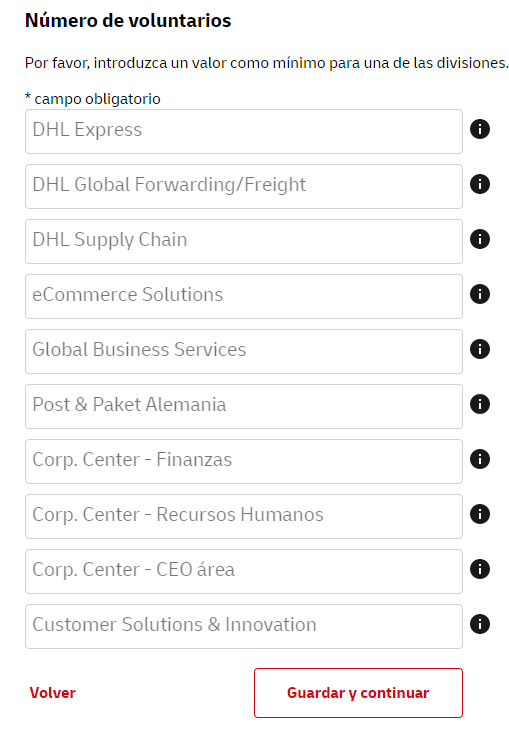 Número de voluntarios
Por favor, introduzca un valor como mínimo para una de las divisiones.
* campo obligatorio
DHL Express
DHL Global Forwarding/Freight
DHL Supply Chain
eCommerce Solutions
Global Business Services
Post & Paket Alemania
Corp. Center - Finanzas
Corp. Center - Recursos Humanos
Corp. Center - CEO área
Customer Solutions & Innovation
Volver Guardar y continuar